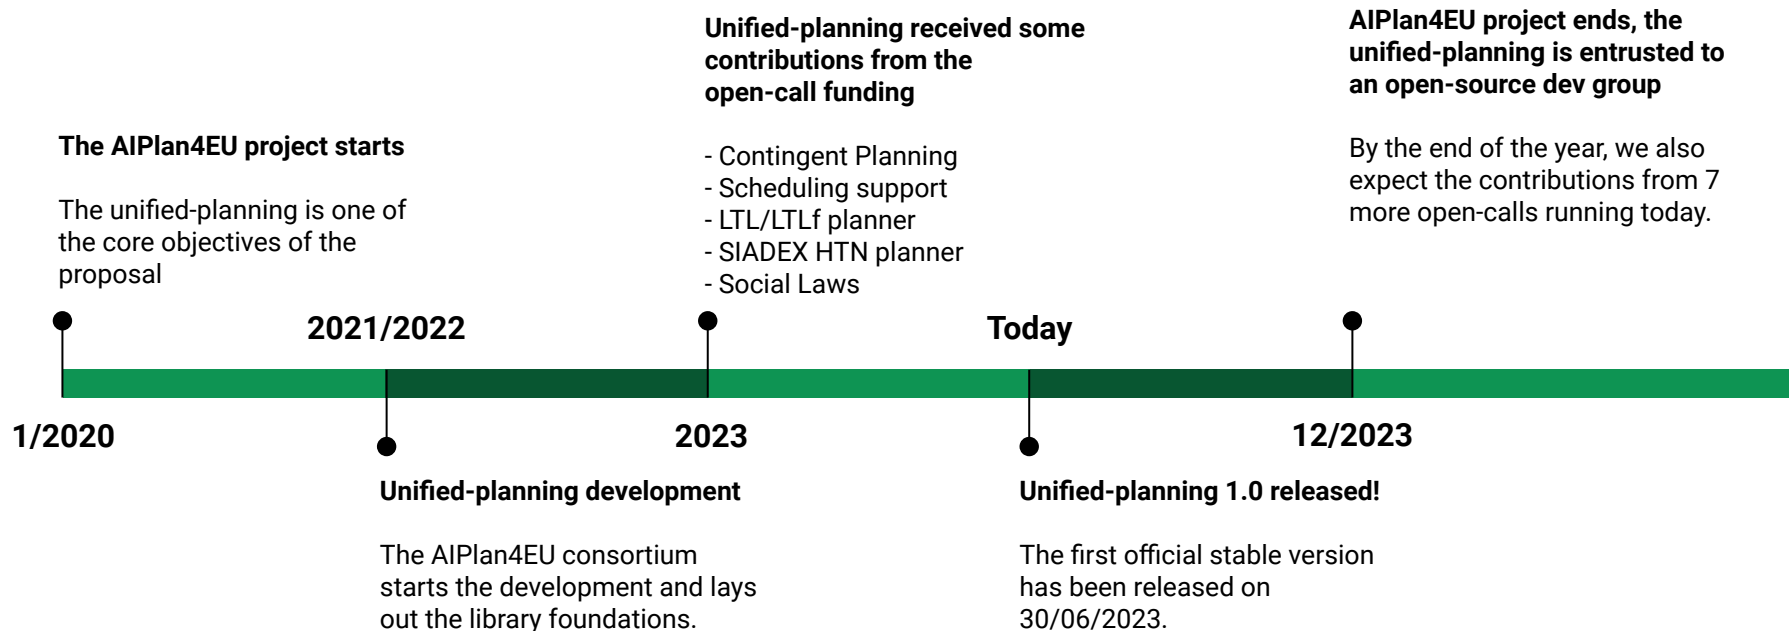 The AIPlan4EU project starts
The unified-planning is one of
the core objectives of the
proposal
1/2020
2021/2022
Unified-planning development
The AIPlan4EU consortium
starts the development and lays
out the library foundations.
Unified-planning received some
contributions from the
open-call funding
- Contingent Planning
- Scheduling support
- LTL/LTLf planner
- SIADEX HTN planner
- Social Laws
2023
Today
Unified-planning 1.0 released!
The first official stable version
has been released on
30/06/2023.
AIPlan4EU project ends, the
unified-planning is entrusted to
an open-source dev group
By the end of the year, we also
expect the contributions from 7
more open-calls running today.
12/2023